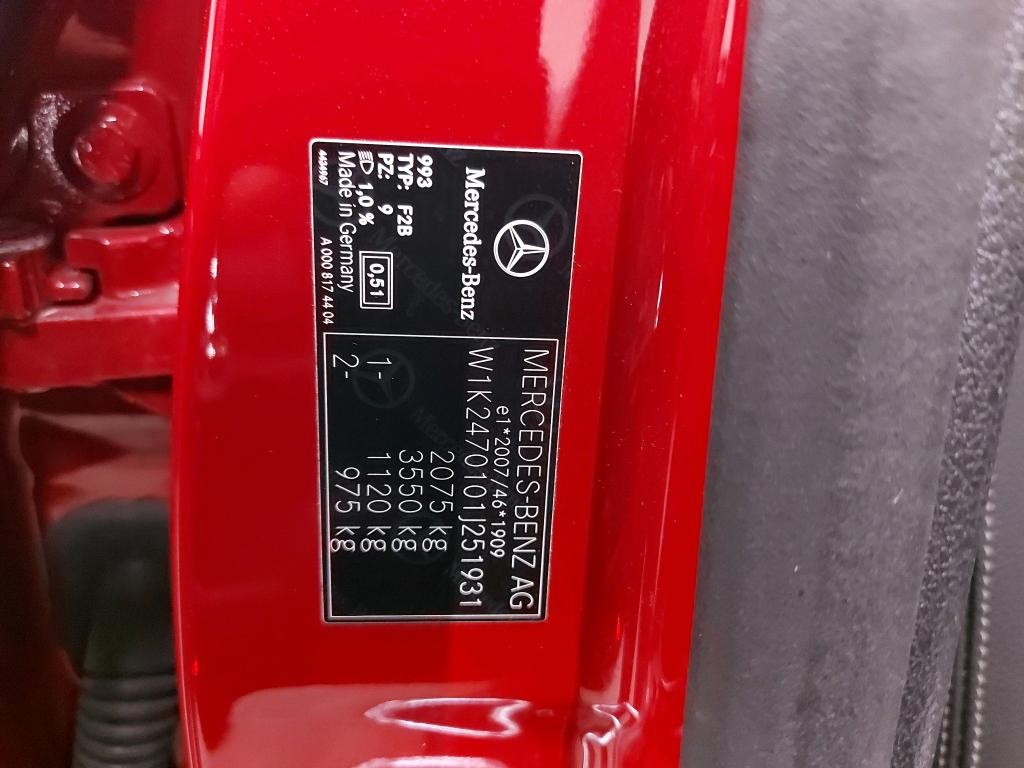 Mercedes-Benz
993
TYP: F2B
PZ: 9
1,0 %
0,51
Made in Germany
4434967
A 000 817 44 04
MERCEDES-BENZ AG
e1*2007/46*1909
W1K2470101J251931
2075 kg
3550 kg
1- 1120 kg
2- 975 kg